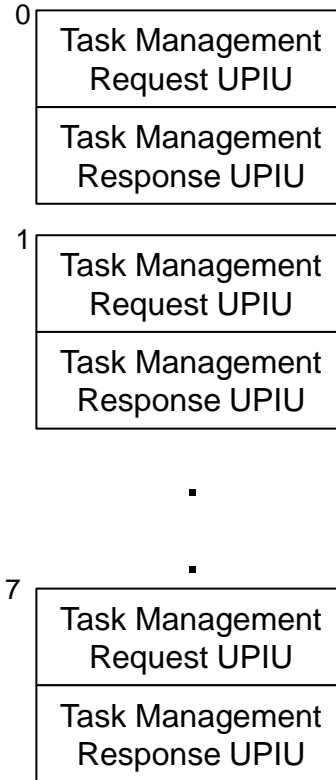 0
Task Management
Request UPIU
Task Management
Response UPIU
1
Task Management
Request UPIU
Task Management
Response UPIU
.
.
7
Task Management
Request UPIU
Task Management
Response UPIU